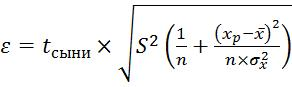 ε = t_сыни × √(S² (1/n + (x_p − x̄)² / (n×σ_x²)))